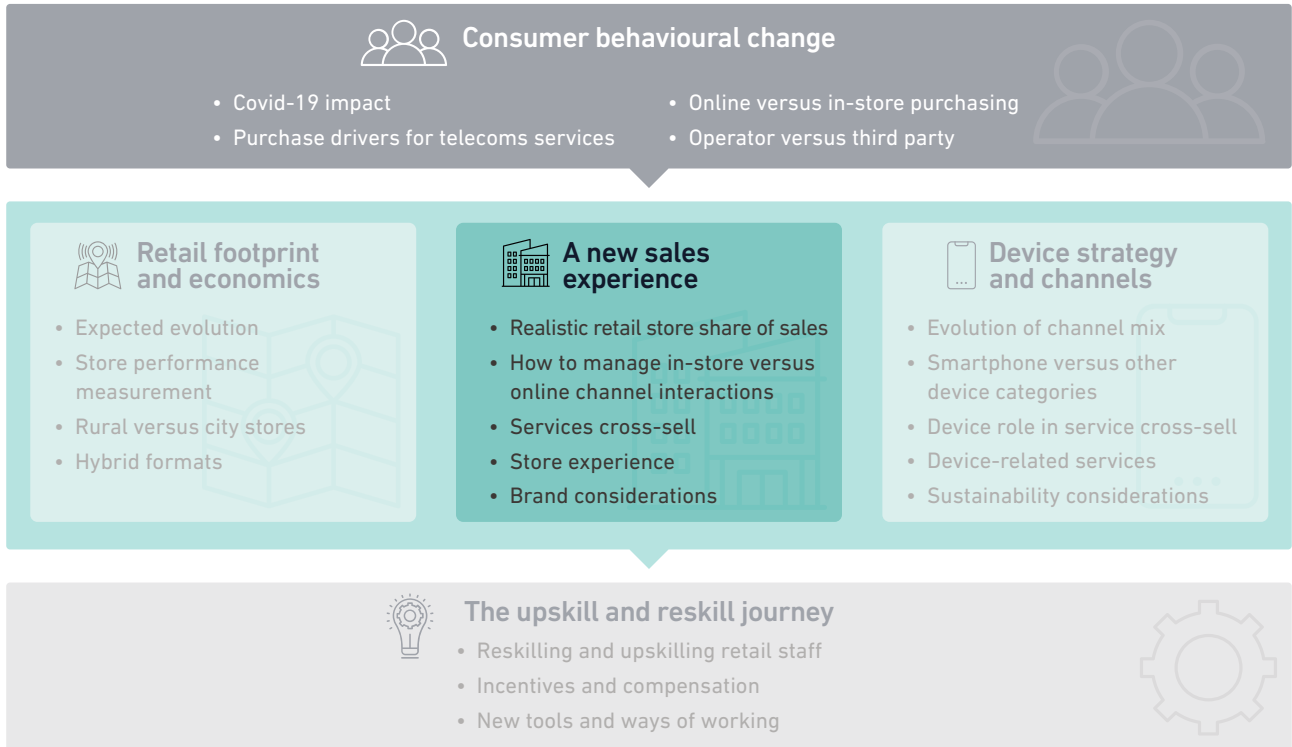 Consumer behavioural change
• Covid-19 impact
• Purchase drivers for telecoms services
• Online versus in-store purchasing
• Operator versus third party
Retail footprint
and economics
• Expected evolution
• Store performance
measurement
• Rural versus city stores
• Hybrid formats
A new sales
experience
• Realistic retail store share of sales
• How to manage in-store versus
online channel interactions
• Services cross-sell
• Store experience
• Brand considerations
Device strategy
and channels
• Evolution of channel mix
• Smartphone versus other
device categories
• Device role in service cross-sell
• Device-related services
• Sustainability considerations
The upskill and reskill journey
• Reskilling and upskilling retail staff
• Incentives and compensation
• New tools and ways of working